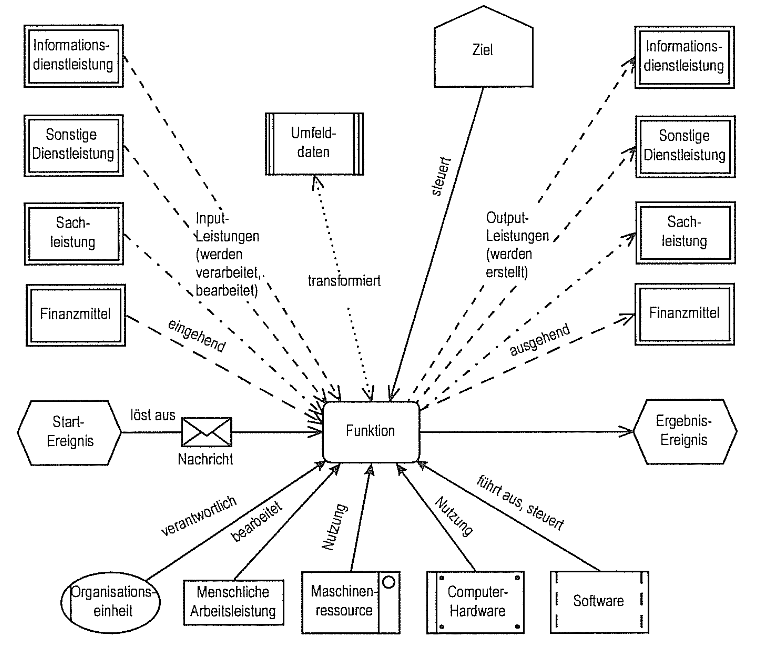 Informations-
dienstleistung
Sonstige
Dienstleistung
Sach-
leistung
Finanzmittel
Input-
Leistungen
(werden
verarbeitet,
bearbeitet)
eingehend
Umfeld-
daten
transformiert
Ziel
steuert
Output-
Leistungen
(werden
erstellt)
ausgehend
Informations-
dienstleistung
Sonstige
Dienstleistung
Sach-
leistung
Finanzmittel
Start-
Ereignis
löst aus
Nachricht
Funktion
Ergebnis-
Ereignis
verantwortlich
bearbeitet
Nutzung
Nutzung
führt aus, steuert
Organisations-
einheit
Menschliche
Arbeitsleistung
Maschinen-
ressource
Computer-
Hardware
Software